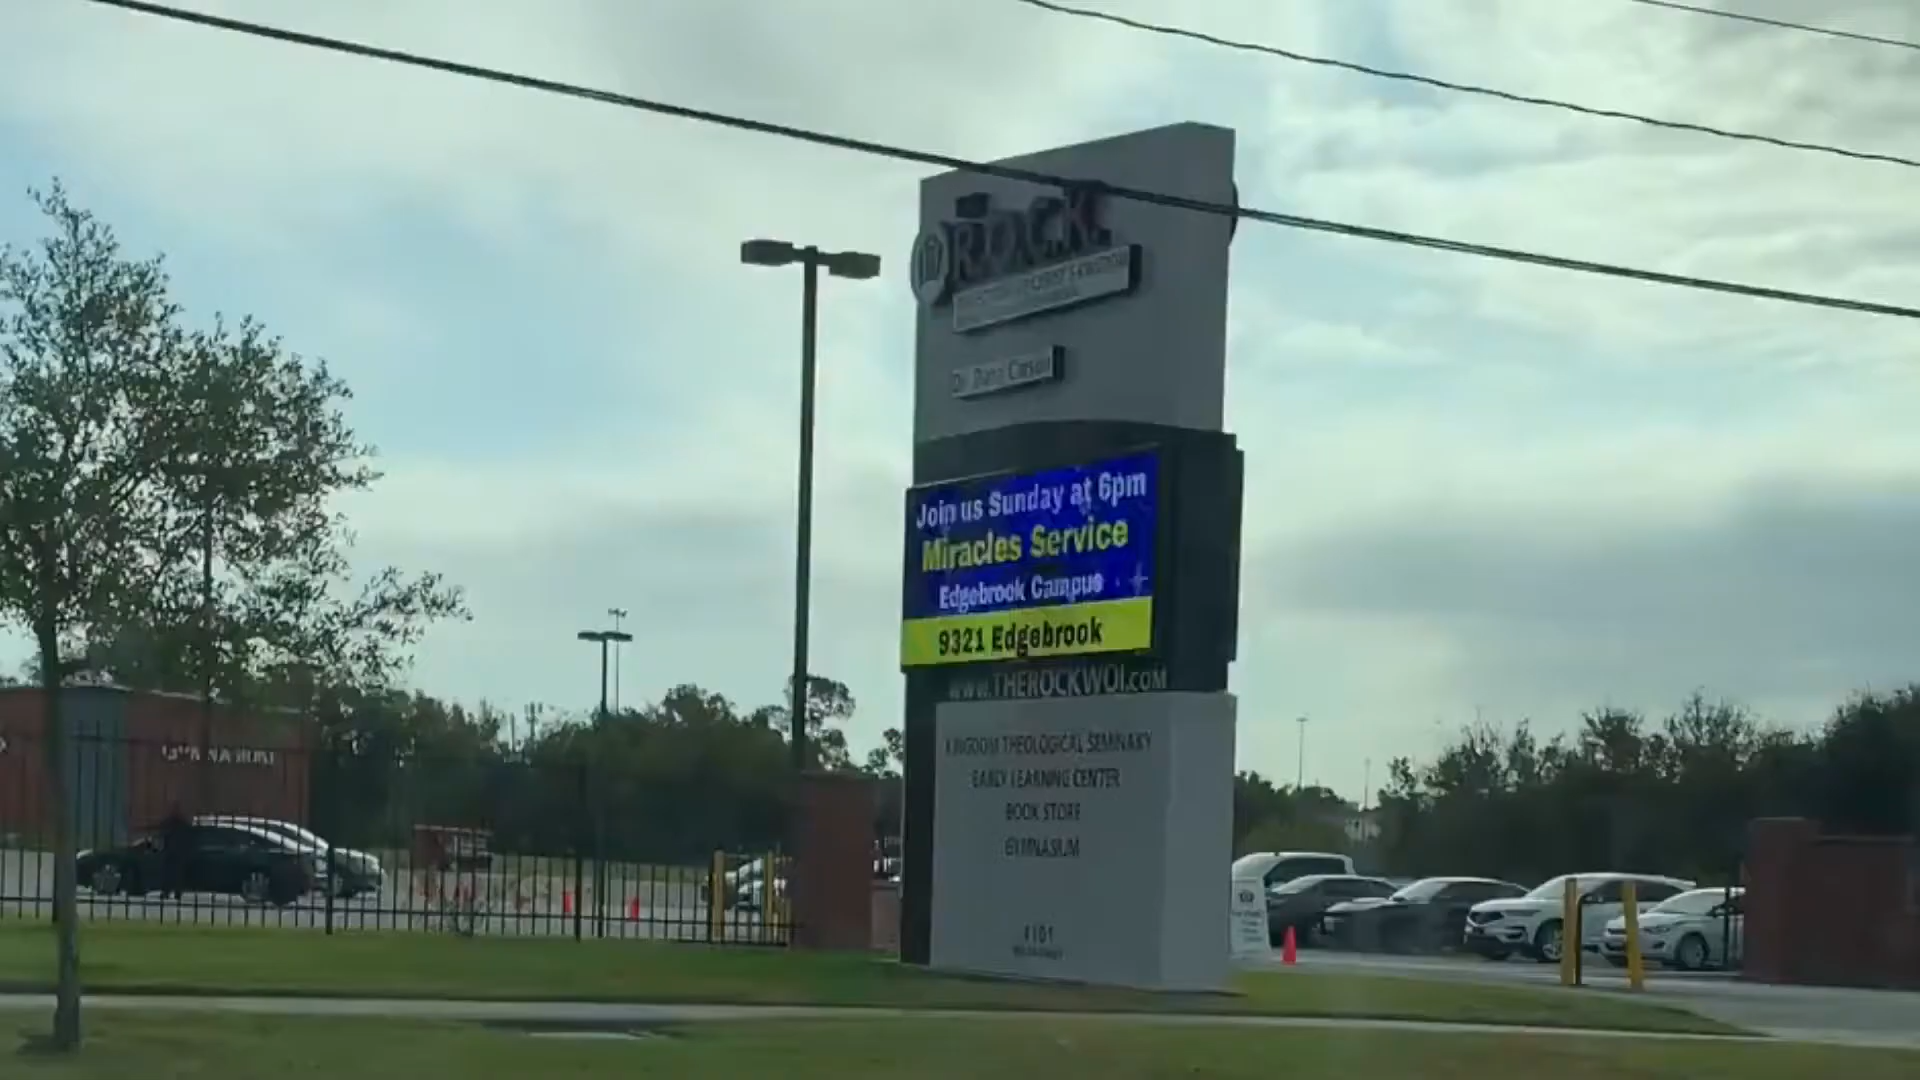 ROCK
Join us Sunday at 6pm
Miracles Service
Edgebrook Campus
9321 Edgebrook
www.THEROCKWOI.COM
KINGDOM THEOLOGICAL SEMINARY
EARLY LEARNING CENTER
BOOK STORE
GYMNASIUM
4101
GYMNASIUM